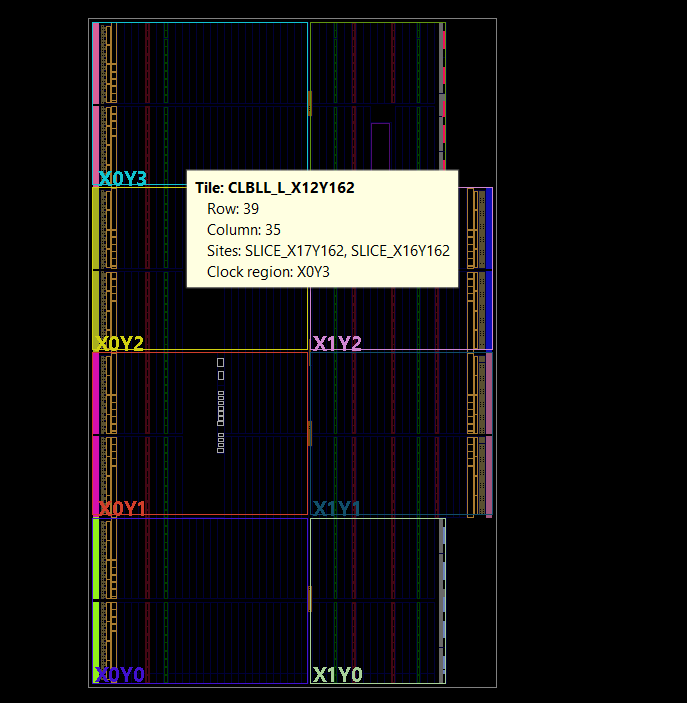 X0Y3
Tile: CLBLL_L_X12Y162
Row: 39
Column: 35
Sites: SLICE_X17Y162, SLICE_X16Y162
Clock region: X0Y3
X0Y2
X1Y2
X0Y1
X1Y1
X0Y0
X1Y0